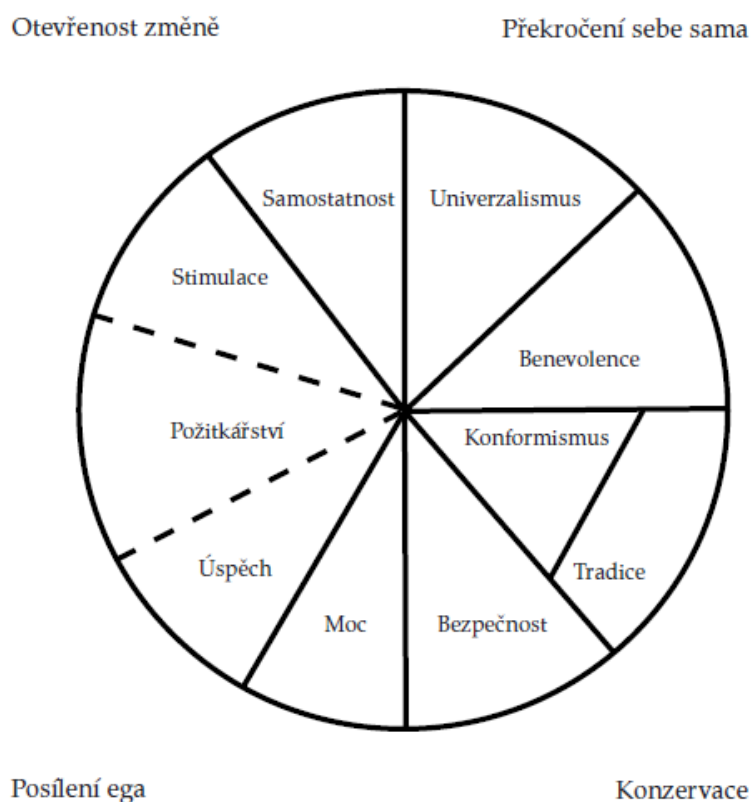 Otevřenost změně
Překročení sebe sama
Samostatnost
Univerzalismus
Stimulace
Benevolence
Požitkářství
Konformismus
Úspěch
Tradice
Moc
Bezpečnost
Posílení ega
Konzervace